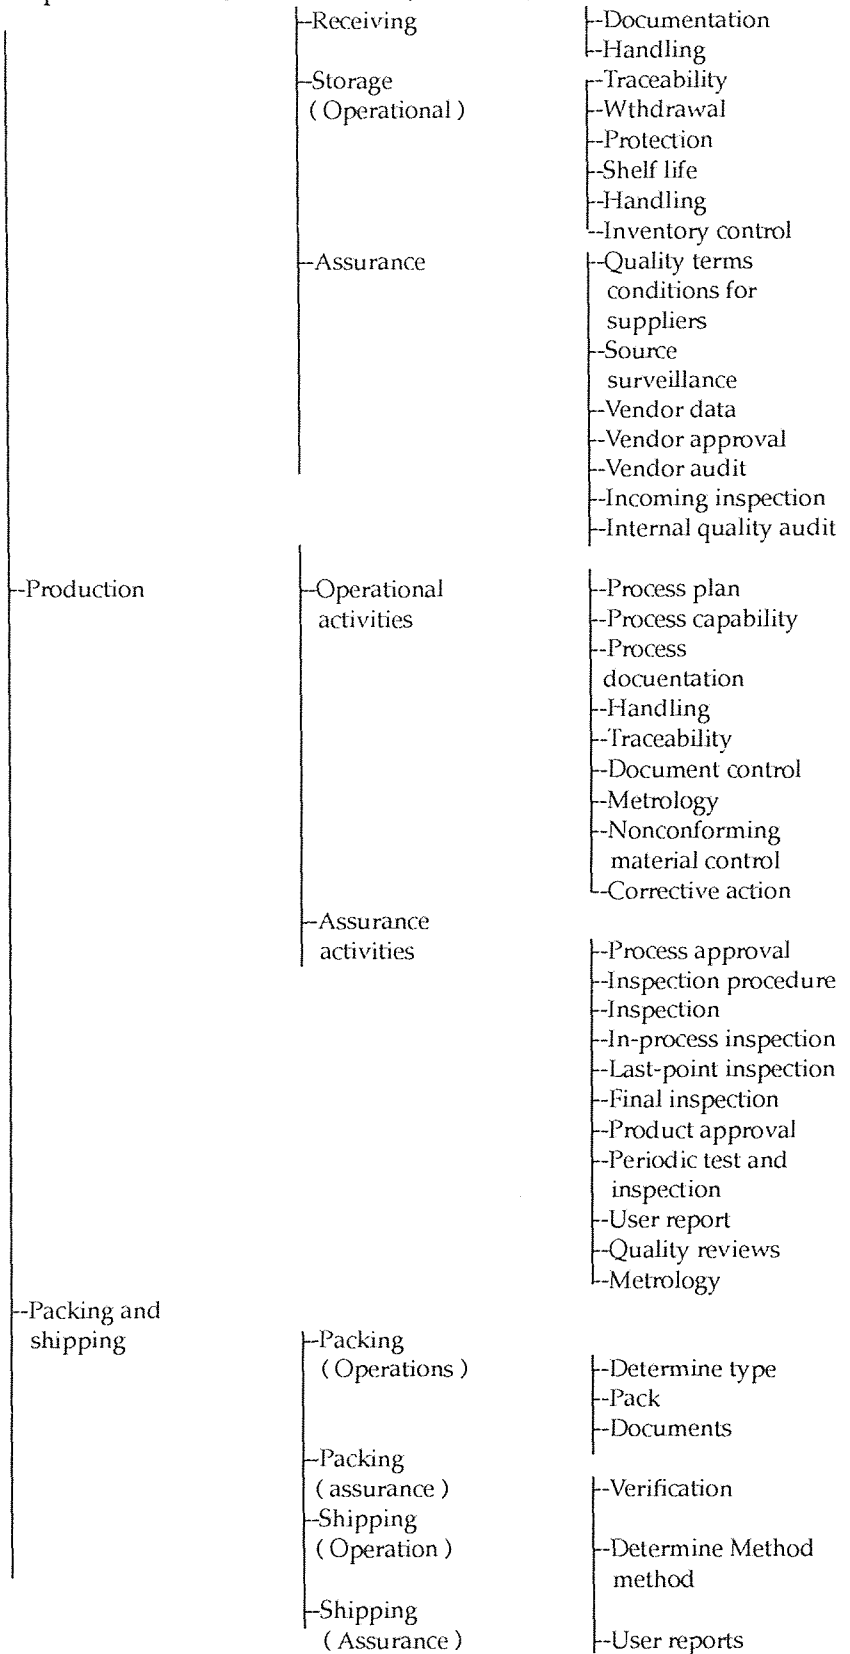 Receiving
Documentation
Handling
Storage
( Operational )
Traceability
Wthdrawal
Protection
Shelf life
Handling
Inventory control
Assurance
Quality terms
conditions for
suppliers
Source
surveillance
Vendor data
Vendor approval
Vendor audit
Incoming inspection
Internal quality audit
Production
Operational
activities
Process plan
Process capability
Process
docuentation
Handling
Traceability
Document control
Metrology
Nonconforming
material control
Corrective action
Assurance
activities
Process approval
Inspection procedure
Inspection
In-process inspection
Last-point inspection
Final inspection
Product approval
Periodic test and
inspection
User report
Quality reviews
Metrology
Packing and
shipping
Packing
( Operations )
Determine type
Pack
Documents
Packing
( assurance )
Verification
Shipping
( Operation )
Determine Method
method
Shipping
( Assurance )
User reports